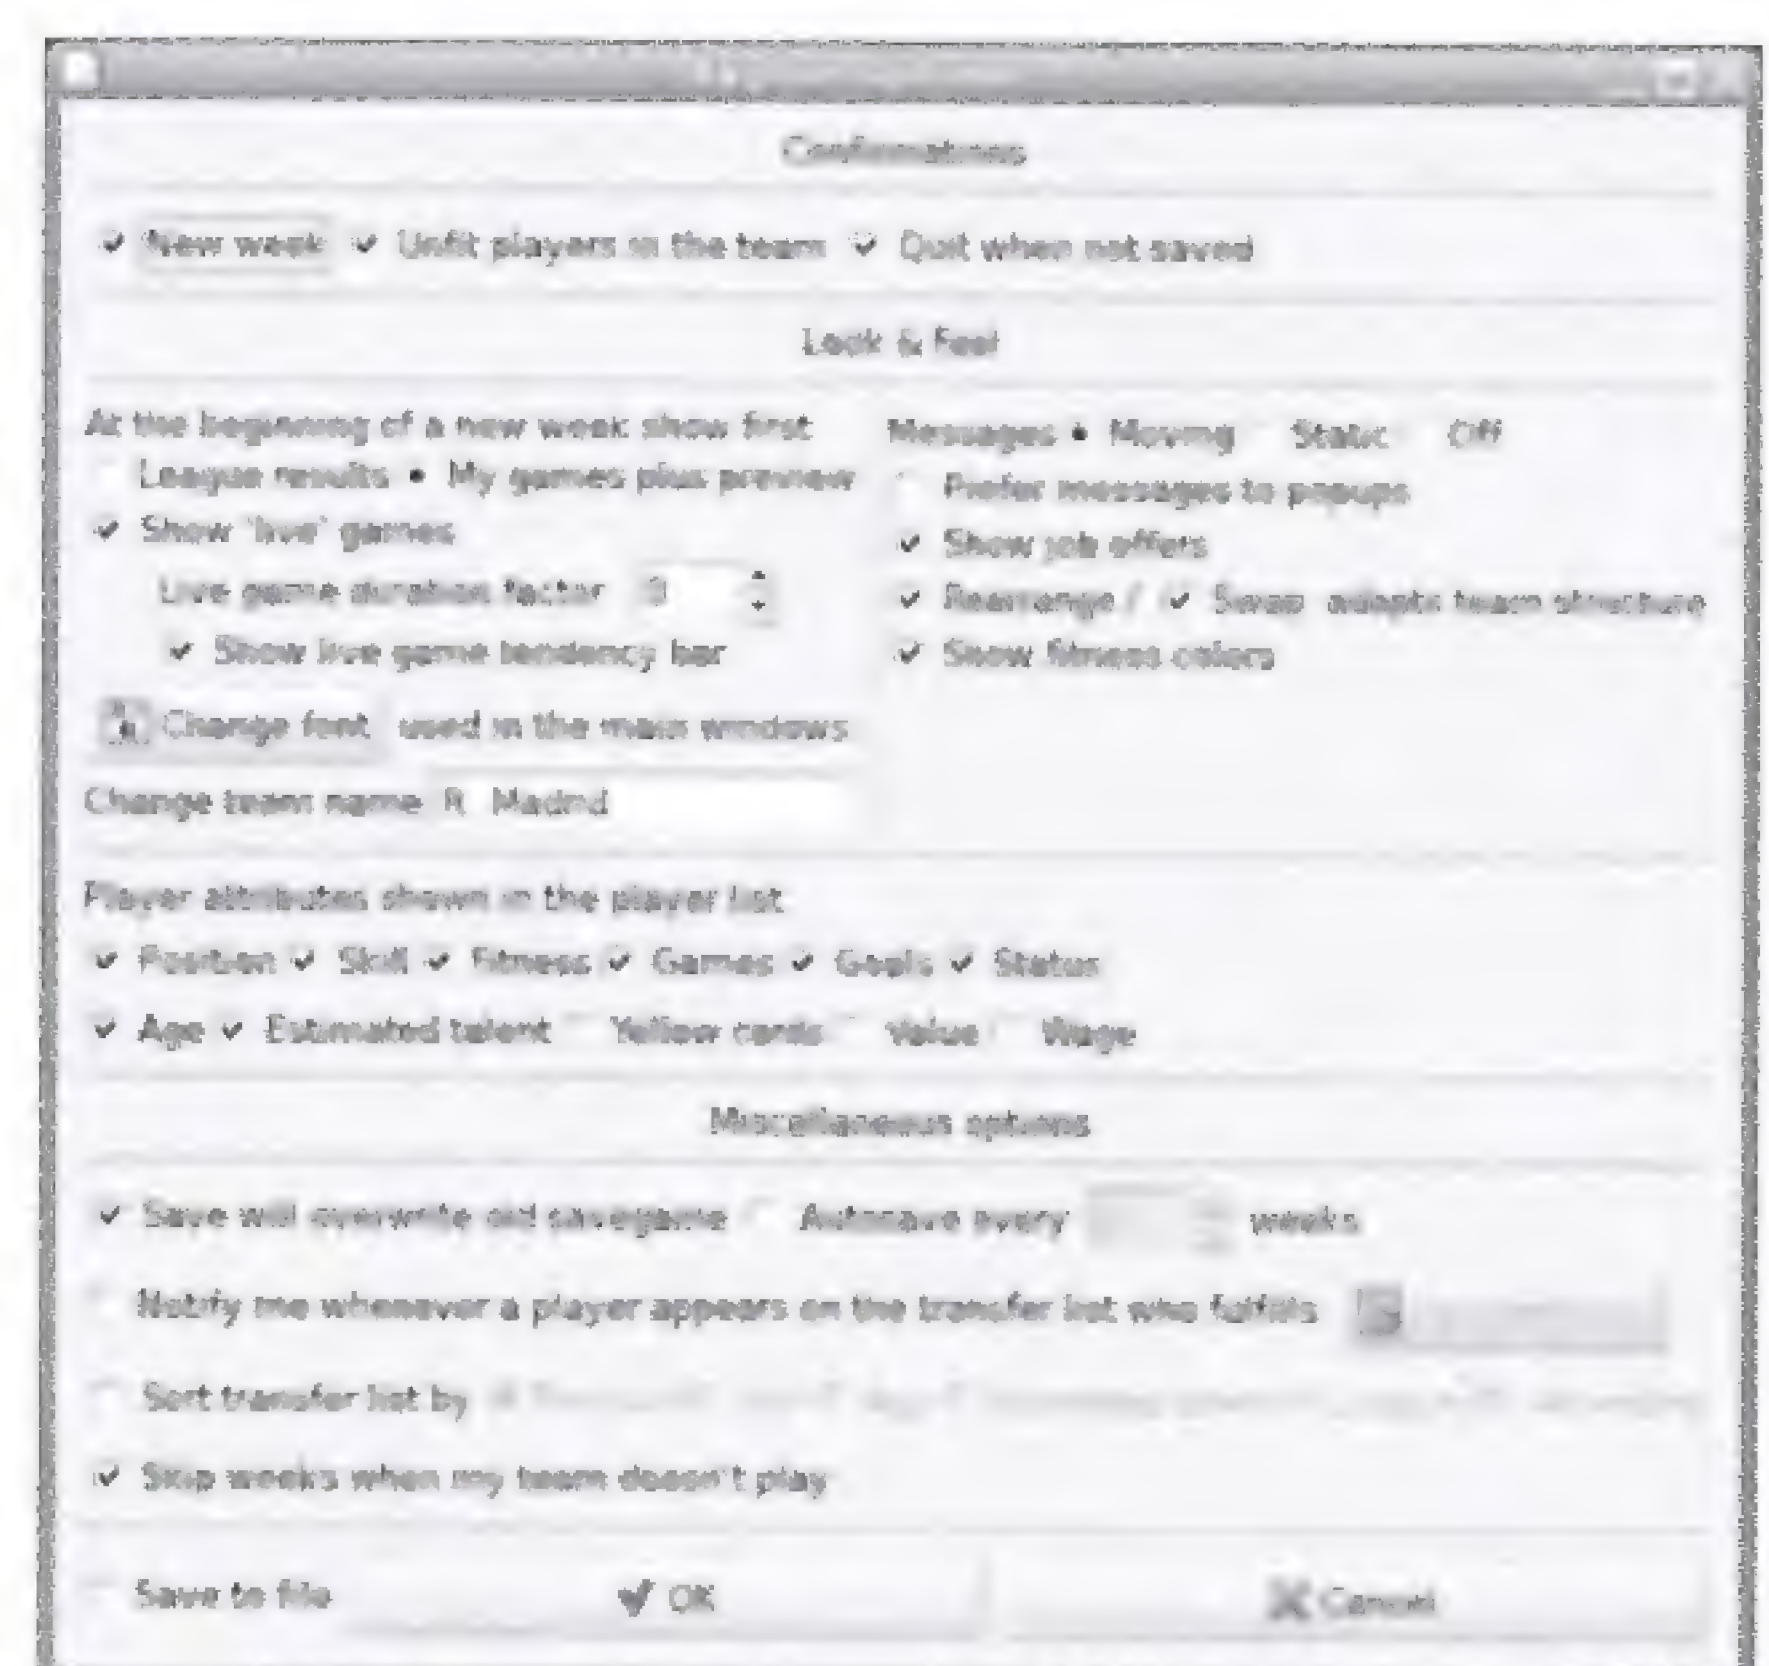 Confirmations
New week Unfit players in the team Quit when not saved
Look & Feel
At the beginning of a new week show first
League results My games plus preview
Show 'live' games
Live game duration factor
Show live game tendency bar
Change font used in the main windows
Change team name R. Madrid
Messages Moving Static Off
Prefer messages to popups
Show job offers
Rearrange / Swap adapts team structure
Show fitness colors
Player attributes shown in the player list
Position Skill Fitness Games Goals Status
Age Estimated talent Yellow cards Value Wage
Miscellaneous options
Save will overwrite old savegame Autosave every weeks
Notify me whenever a player appears on the transfer list who fulfils
Sort transfer list by
Skip weeks when my team doesn't play
Save to file OK Cancel